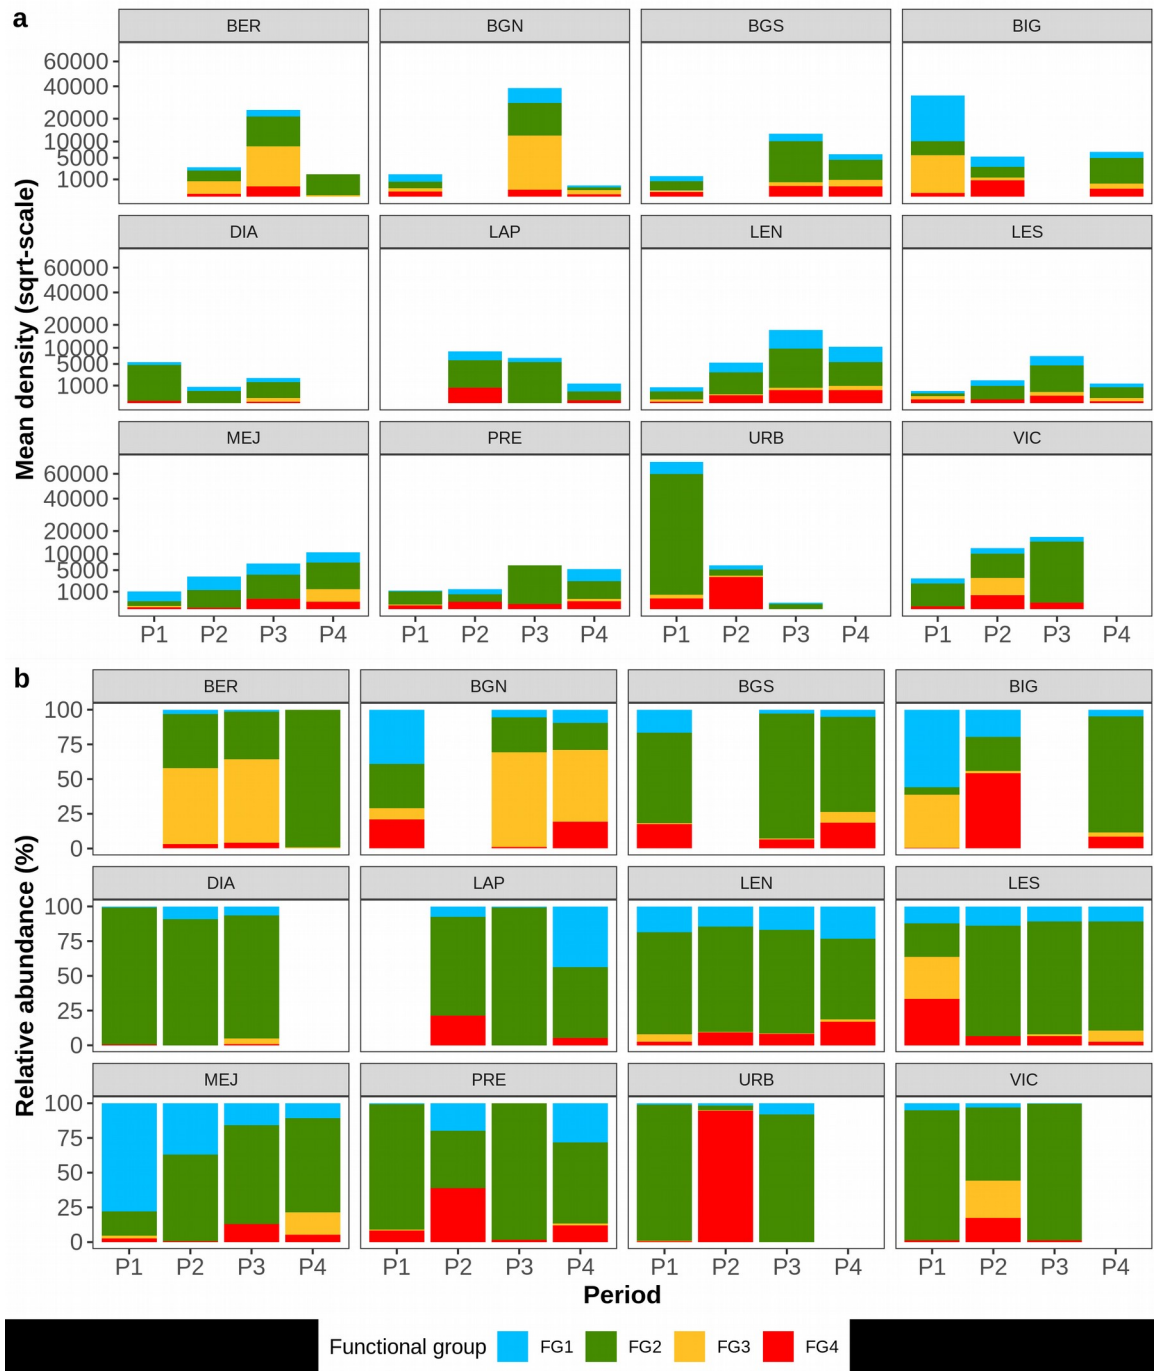 a
BER BGN BGS BIG
60000
40000
20000
10000
5000
1000
DIA LAP LEN LES
60000
40000
20000
10000
5000
1000
MEJ PRE URB VIC
60000
40000
20000
10000
5000
1000
Mean density (sqrt-scale)
P1 P2 P3 P4 P1 P2 P3 P4 P1 P2 P3 P4 P1 P2 P3 P4
b
BER BGN BGS BIG
100
75
50
25
0
DIA LAP LEN LES
100
75
50
25
0
MEJ PRE URB VIC
100
75
50
25
0
Relative abundance (%)
P1 P2 P3 P4 P1 P2 P3 P4 P1 P2 P3 P4 P1 P2 P3 P4
Period
Functional group FG1 FG2 FG3 FG4